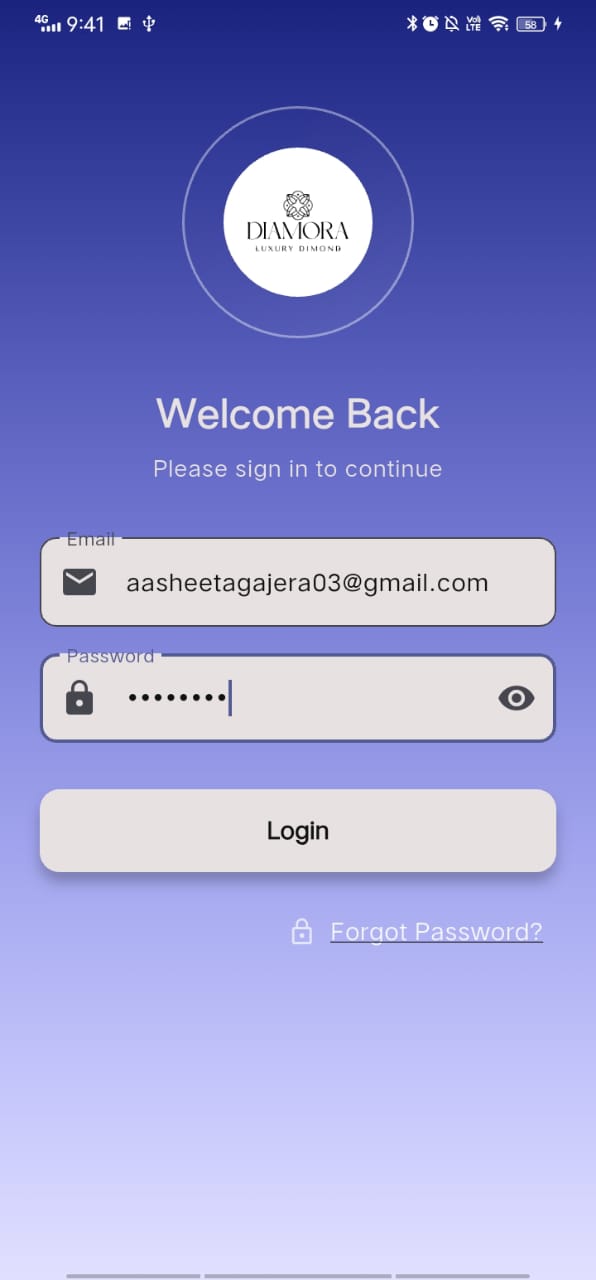 4G 9:41 Vo) LTE 58
DIAMORA
LUXURY DIMOND
Welcome Back
Please sign in to continue
Email
aasheetagajera03@gmail.com
Password
••••••••
Login
Forgot Password?